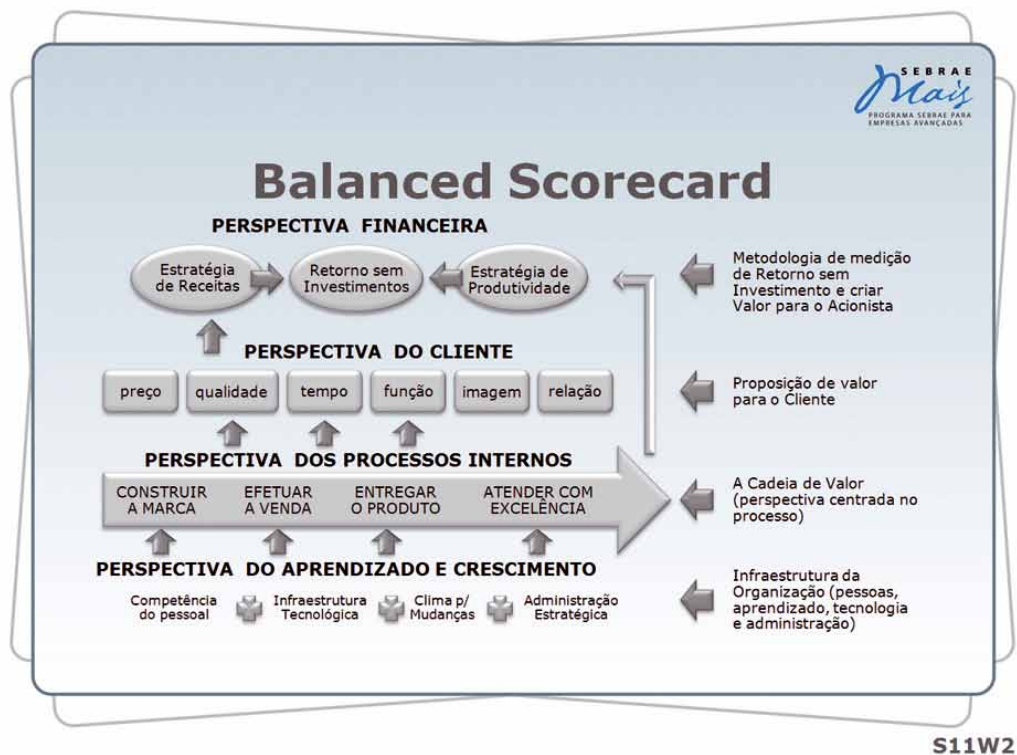 SEBRAE
Mais
PROGRAMA SEBRAE PARA
EMPRESAS AVANÇADAS
Balanced Scorecard
PERSPECTIVA FINANCEIRA
Estratégia
de Receitas
Retorno sem
Investimentos
Estratégia de
Produtividade
Metodologia de medição
de Retorno sem
Investimento e criar
Valor para o Acionista
PERSPECTIVA DO CLIENTE
preço
qualidade
tempo
função
imagem
relação
Proposição de valor
para o Cliente
PERSPECTIVA DOS PROCESSOS INTERNOS
CONSTRUIR
A MARCA
EFETUAR
A VENDA
ENTREGAR
O PRODUTO
ATENDER COM
EXCELÊNCIA
A Cadeia de Valor
(perspectiva centrada no
processo)
PERSPECTIVA DO APRENDIZADO E CRESCIMENTO
Competência
do pessoal
Infraestrutura
Tecnológica
Clima p/
Mudanças
Administração
Estratégica
Infraestrutura da
Organização (pessoas,
aprendizado, tecnologia
e administração)
S11W2